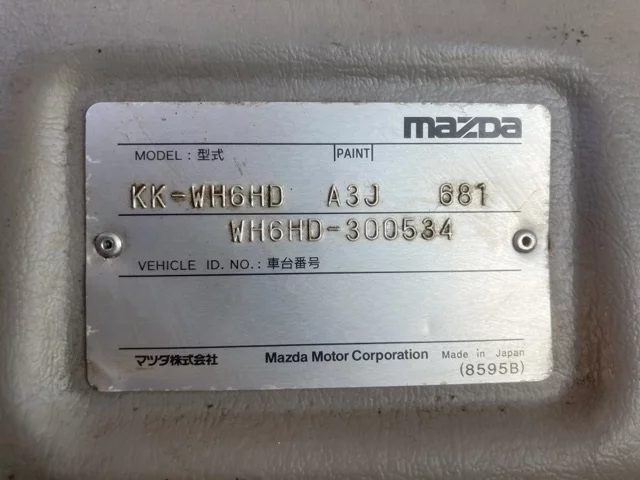 mazda
MODEL : 型式 |PAINT|
KK-WH6HD A3J 681
WH6HD-300534
VEHICLE ID. NO. : 車台番号
マツダ株式会社 Mazda Motor Corporation Made in Japan
(8595B)